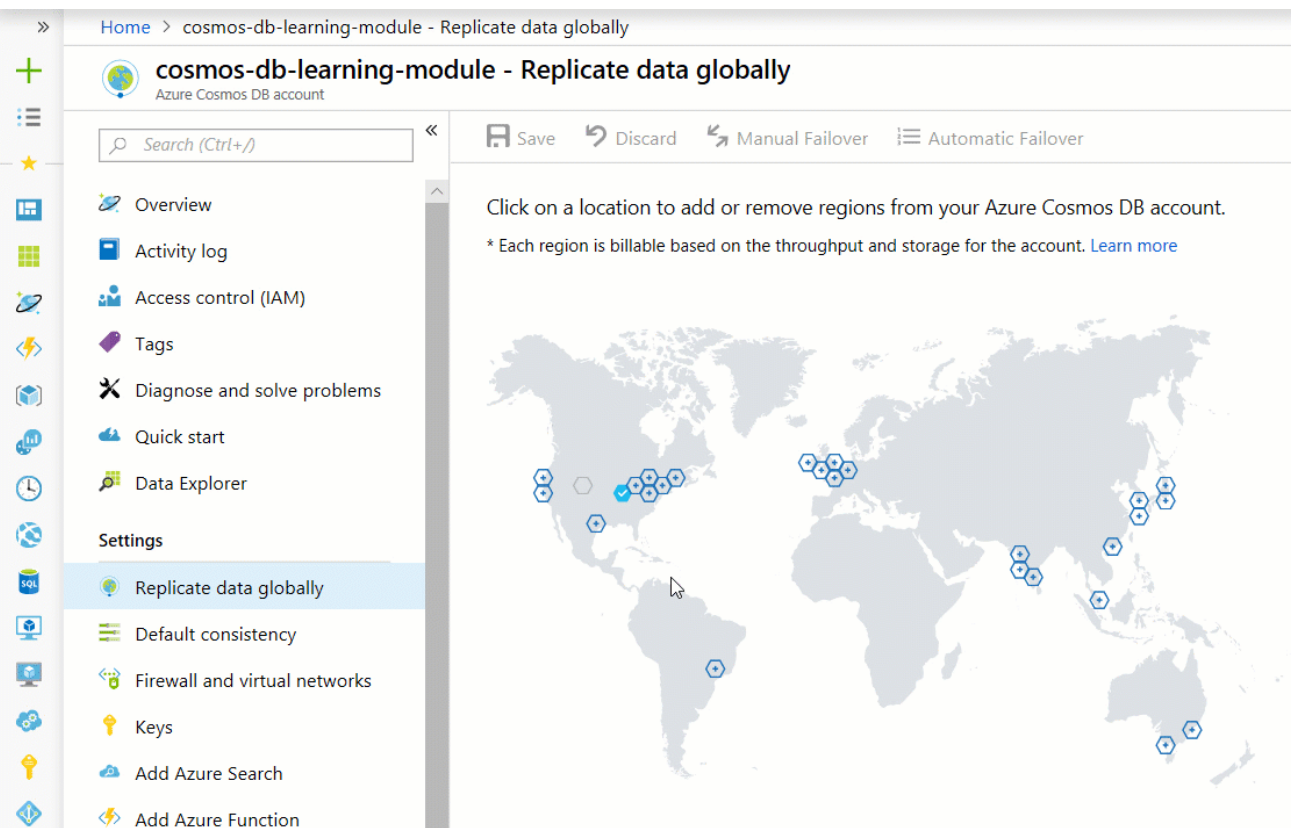 Home > cosmos-db-learning-module - Replicate data globally
cosmos-db-learning-module - Replicate data globally
Azure Cosmos DB account
Search (Ctrl+/)
Save Discard Manual Failover Automatic Failover
Overview
Activity log
Access control (IAM)
Tags
Diagnose and solve problems
Quick start
Data Explorer
Settings
Replicate data globally
Default consistency
Firewall and virtual networks
Keys
Add Azure Search
Add Azure Function
Click on a location to add or remove regions from your Azure Cosmos DB account.
* Each region is billable based on the throughput and storage for the account. Learn more
SQL